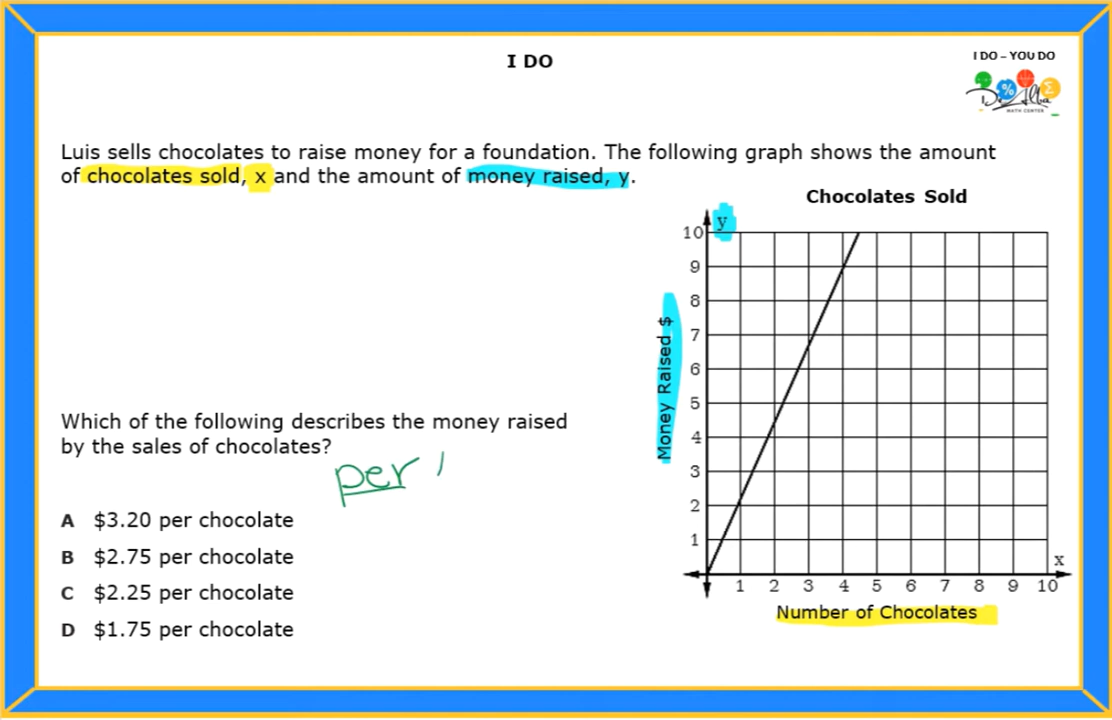 I DO
I DO – YOU DO
% Σ
De Alba
MATH CENTER
Luis sells chocolates to raise money for a foundation. The following graph shows the amount
of chocolates sold, x and the amount of money raised, y.
Chocolates Sold
y
10
9
8
7
6
5
4
3
2
1
Money Raised $
x
1 2 3 4 5 6 7 8 9 10
Number of Chocolates
Which of the following describes the money raised
by the sales of chocolates?
per
A $3.20 per chocolate
B $2.75 per chocolate
C $2.25 per chocolate
D $1.75 per chocolate